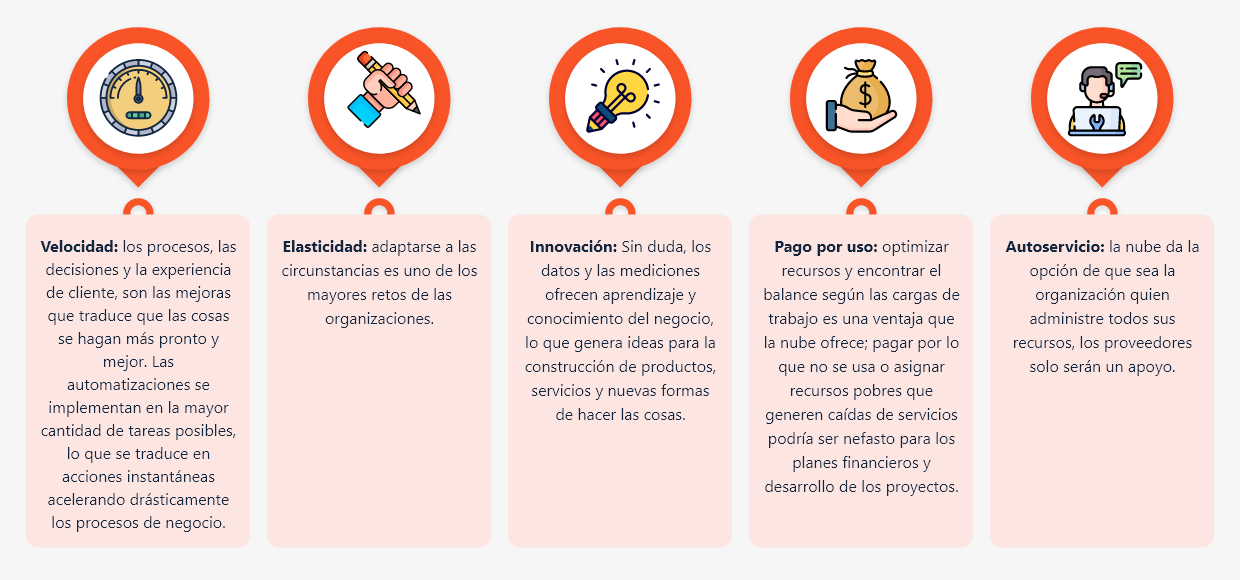 Velocidad: los procesos, las
decisiones y la experiencia
de cliente, son las mejoras
que traduce que las cosas
se hagan más pronto y
mejor. Las
automatizaciones se
implementan en la mayor
cantidad de tareas posibles,
lo que se traduce en
acciones instantáneas
acelerando drásticamente
los procesos de negocio.
Elasticidad: adaptarse a las
circunstancias es uno de los
mayores retos de las
organizaciones.
Innovación: Sin duda, los
datos y las mediciones
ofrecen aprendizaje y
conocimiento del negocio,
lo que genera ideas para la
construcción de productos,
servicios y nuevas formas
de hacer las cosas.
Pago por uso: optimizar
recursos y encontrar el
balance según las cargas de
trabajo es una ventaja que
la nube ofrece; pagar por lo
que no se usa o asignar
recursos pobres que
generen caídas de servicios
podría ser nefasto para los
planes financieros y
desarrollo de los proyectos.
Autoservicio: la nube da la
opción de que sea la
organización quien
administre todos sus
recursos, los proveedores
solo serán un apoyo.